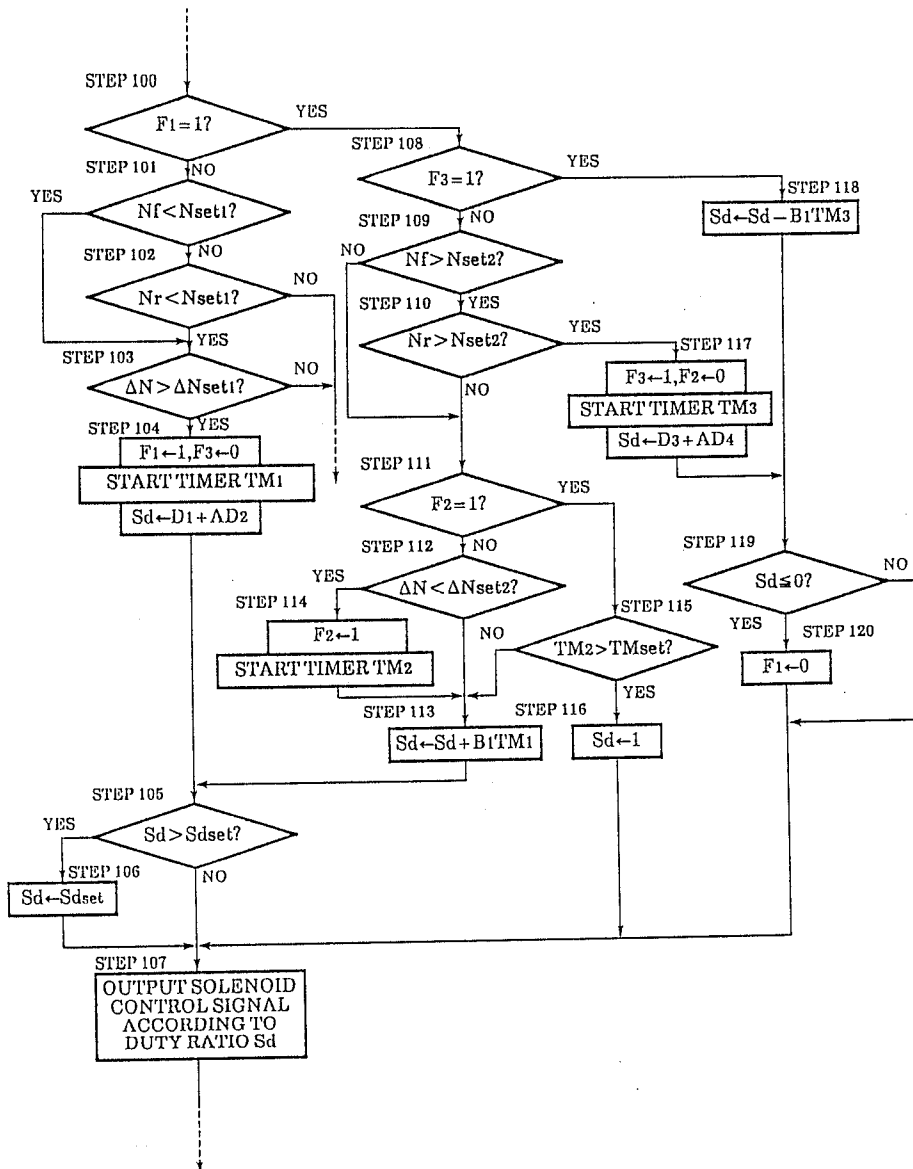 STEP 100
F1=1?
YES
NO
STEP 101
YES
Nf<Nset1?
NO
STEP 102
Nr<Nset1?
NO
YES
STEP 103
ΔN>ΔNset1?
NO
YES
STEP 104
F1←1,F3←0
START TIMER TM1
Sd←D1+AD2
STEP 108
F3=1?
YES
NO
STEP 109
NO
Nf>Nset2?
YES
STEP 110
Nr>Nset2?
YES
NO
STEP 117
F3←1,F2←0
START TIMER TM3
Sd←D3+AD4
STEP 118
Sd←Sd-B1TM3
STEP 111
F2=1?
YES
NO
STEP 112
YES
ΔN<ΔNset2?
NO
STEP 114
F2←1
START TIMER TM2
STEP 115
TM2>TMset?
YES
STEP 113
Sd←Sd+B1TM1
STEP 116
Sd←1
STEP 119
Sd≦0?
NO
YES
STEP 120
F1←0
STEP 105
YES
Sd>Sdset?
NO
STEP 106
Sd←Sdset
STEP 107
OUTPUT SOLENOID
CONTROL SIGNAL
ACCORDING TO
DUTY RATIO Sd